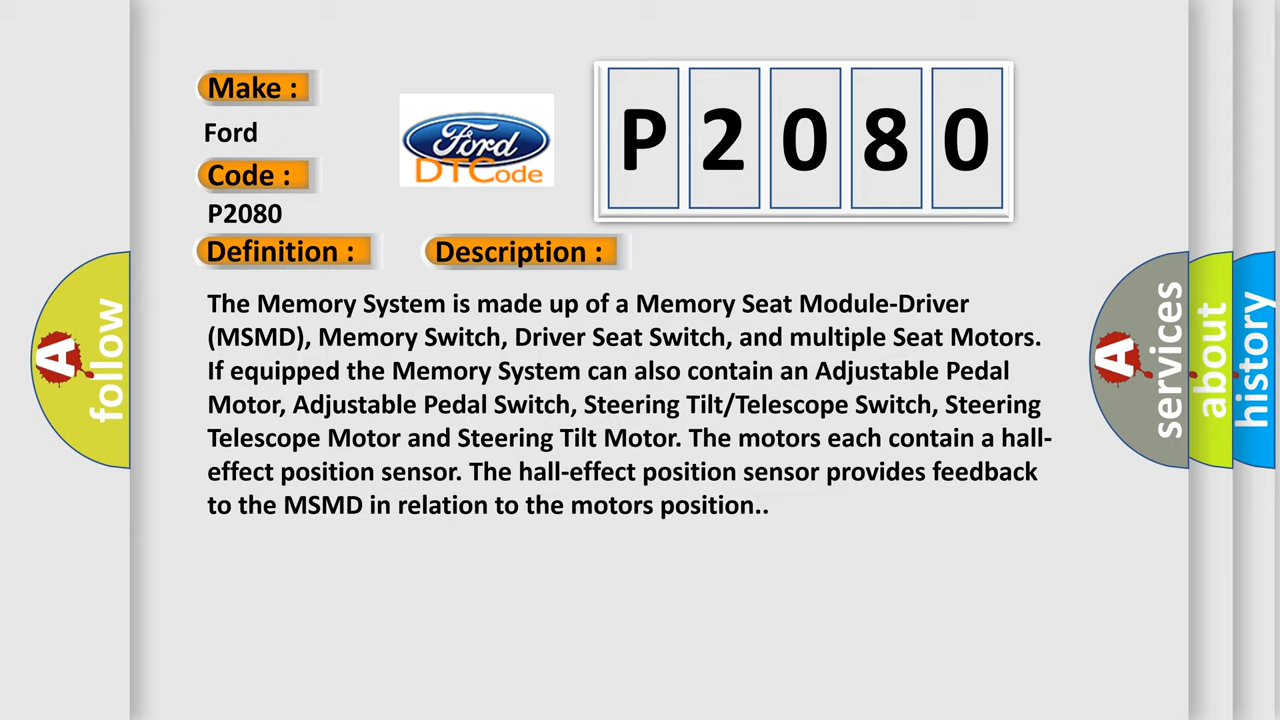 Make :
Ford
Code :
P2080
Definition :
Description :
Ford
DTCode
P2080
The Memory System is made up of a Memory Seat Module-Driver
(MSMD), Memory Switch, Driver Seat Switch, and multiple Seat Motors.
If equipped the Memory System can also contain an Adjustable Pedal
Motor, Adjustable Pedal Switch, Steering Tilt/Telescope Switch, Steering
Telescope Motor and Steering Tilt Motor. The motors each contain a hall-
effect position sensor. The hall-effect position sensor provides feedback
to the MSMD in relation to the motors position..
A
follow
A
services
about
history